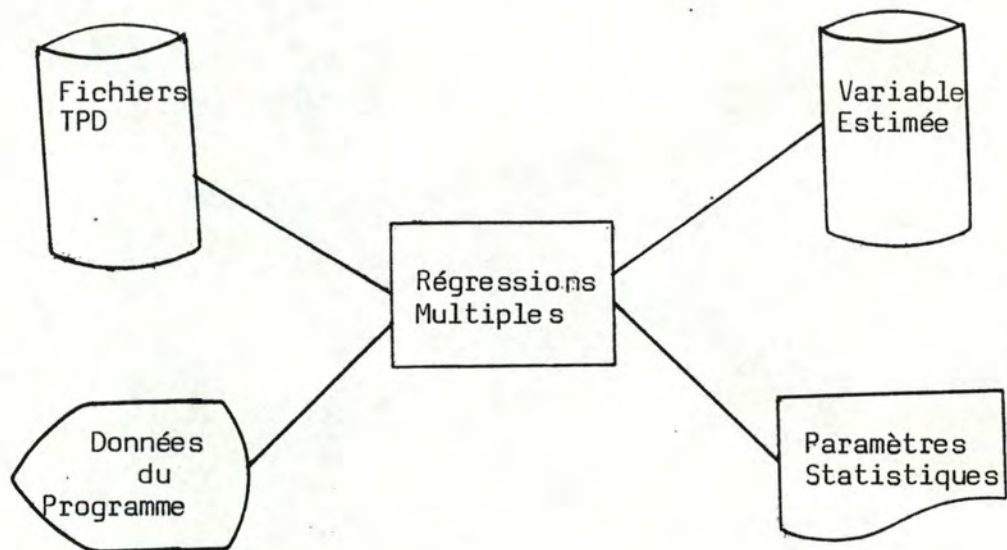 Fichiers
TPD
Variable
Estimée
Régressions
Multiples
Données
du
Programme
Paramètres
Statistiques